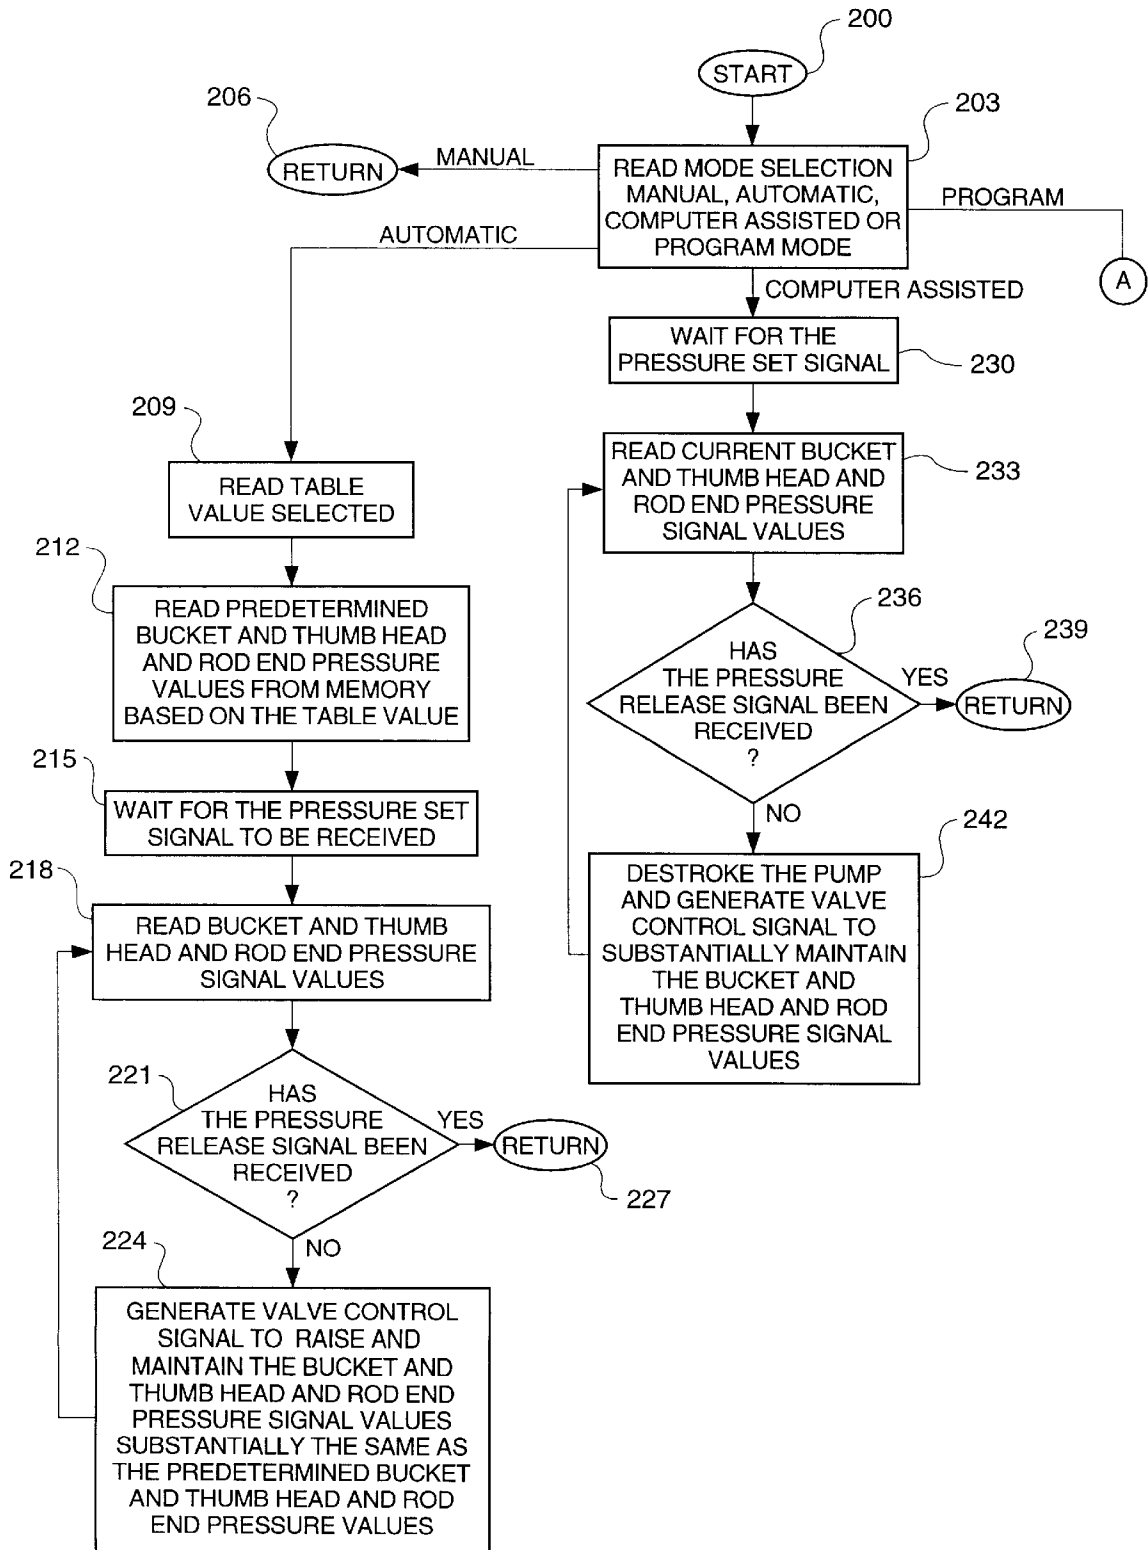 200
START
206
203
RETURN
MANUAL
READ MODE SELECTION
MANUAL, AUTOMATIC,
COMPUTER ASSISTED OR
PROGRAM MODE
PROGRAM
A
AUTOMATIC
COMPUTER ASSISTED
WAIT FOR THE
PRESSURE SET SIGNAL
230
209
READ TABLE
VALUE SELECTED
READ CURRENT BUCKET
AND THUMB HEAD AND
ROD END PRESSURE
SIGNAL VALUES
233
212
READ PREDETERMINED
BUCKET AND THUMB HEAD
AND ROD END PRESSURE
VALUES FROM MEMORY
BASED ON THE TABLE VALUE
236
HAS
THE PRESSURE
RELEASE SIGNAL BEEN
RECEIVED
?
YES
239
RETURN
NO
215
WAIT FOR THE PRESSURE SET
SIGNAL TO BE RECEIVED
242
DESTROKE THE PUMP
AND GENERATE VALVE
CONTROL SIGNAL TO
SUBSTANTIALLY MAINTAIN
THE BUCKET AND
THUMB HEAD AND ROD
END PRESSURE SIGNAL
VALUES
218
READ BUCKET AND THUMB
HEAD AND ROD END PRESSURE
SIGNAL VALUES
221
HAS
THE PRESSURE
RELEASE SIGNAL BEEN
RECEIVED
?
YES
RETURN
227
NO
224
GENERATE VALVE CONTROL
SIGNAL TO RAISE AND
MAINTAIN THE BUCKET AND
THUMB HEAD AND ROD END
PRESSURE SIGNAL VALUES
SUBSTANTIALLY THE SAME AS
THE PREDETERMINED BUCKET
AND THUMB HEAD AND ROD
END PRESSURE VALUES